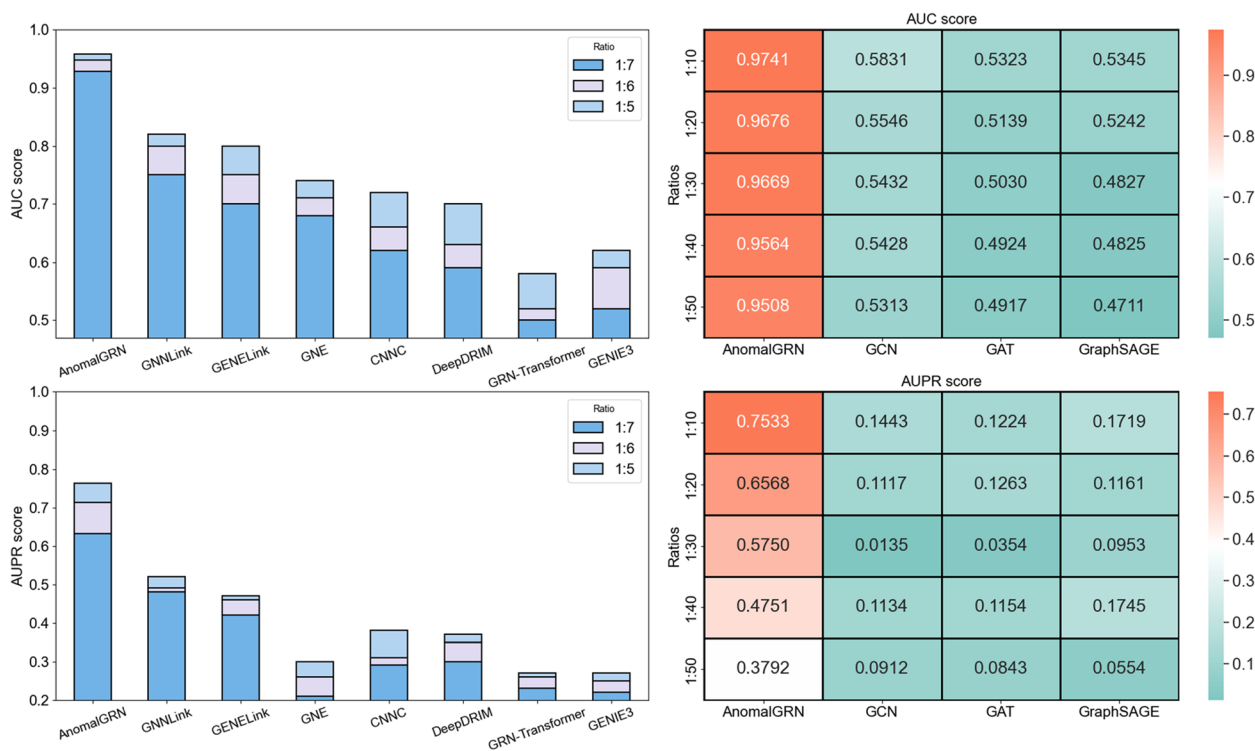 1.0
0.9
0.8
0.7
0.6
0.5
AUC score
Ratio
1:7
1:6
1:5
AnomalGRN
GNNLink
GENELink
GNE
CNNC
DeepDRIM
GRN-Transformer
GENIE3
AUC score
Ratios
1:10
0.9741 0.5831 0.5323 0.5345
1:20
0.9676 0.5546 0.5139 0.5242
1:30
0.9669 0.5432 0.5030 0.4827
1:40
0.9564 0.5428 0.4924 0.4825
1:50
0.9508 0.5313 0.4917 0.4711
AnomalGRN GCN GAT GraphSAGE
0.9
0.8
0.7
0.6
0.5
1.0
0.9
0.8
0.7
0.6
0.5
0.4
0.3
0.2
AUPR score
Ratio
1:7
1:6
1:5
AnomalGRN
GNNLink
GENELink
GNE
CNNC
DeepDRIM
GRN-Transformer
GENIE3
AUPR score
Ratios
1:10
0.7533 0.1443 0.1224 0.1719
1:20
0.6568 0.1117 0.1263 0.1161
1:30
0.5750 0.0135 0.0354 0.0953
1:40
0.4751 0.1134 0.1154 0.1745
1:50
0.3792 0.0912 0.0843 0.0554
AnomalGRN GCN GAT GraphSAGE
0.7
0.6
0.5
0.4
0.3
0.2
0.1